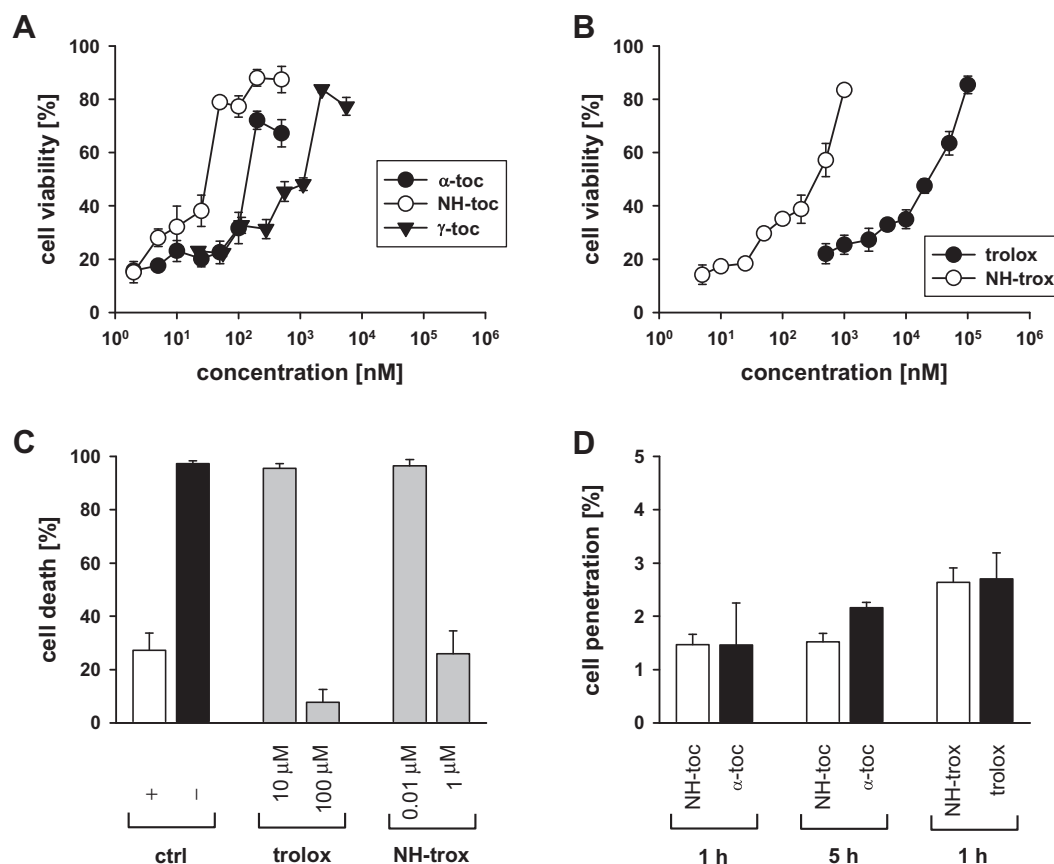 A
cell viability [%]
100
80
60
40
20
0
10⁰ 10¹ 10² 10³ 10⁴ 10⁵ 10⁶
concentration [nM]
α-toc
NH-toc
γ-toc
B
cell viability [%]
100
80
60
40
20
0
10⁰ 10¹ 10² 10³ 10⁴ 10⁵ 10⁶
concentration [nM]
trolox
NH-trox
C
cell death [%]
100
80
60
40
20
0
+
–
10 μM
100 μM
0.01 μM
1 μM
ctrl
trolox
NH-trox
D
cell penetration [%]
5
4
3
2
1
0
NH-toc
α-toc
NH-toc
α-toc
NH-trox
trolox
1 h
5 h
1 h